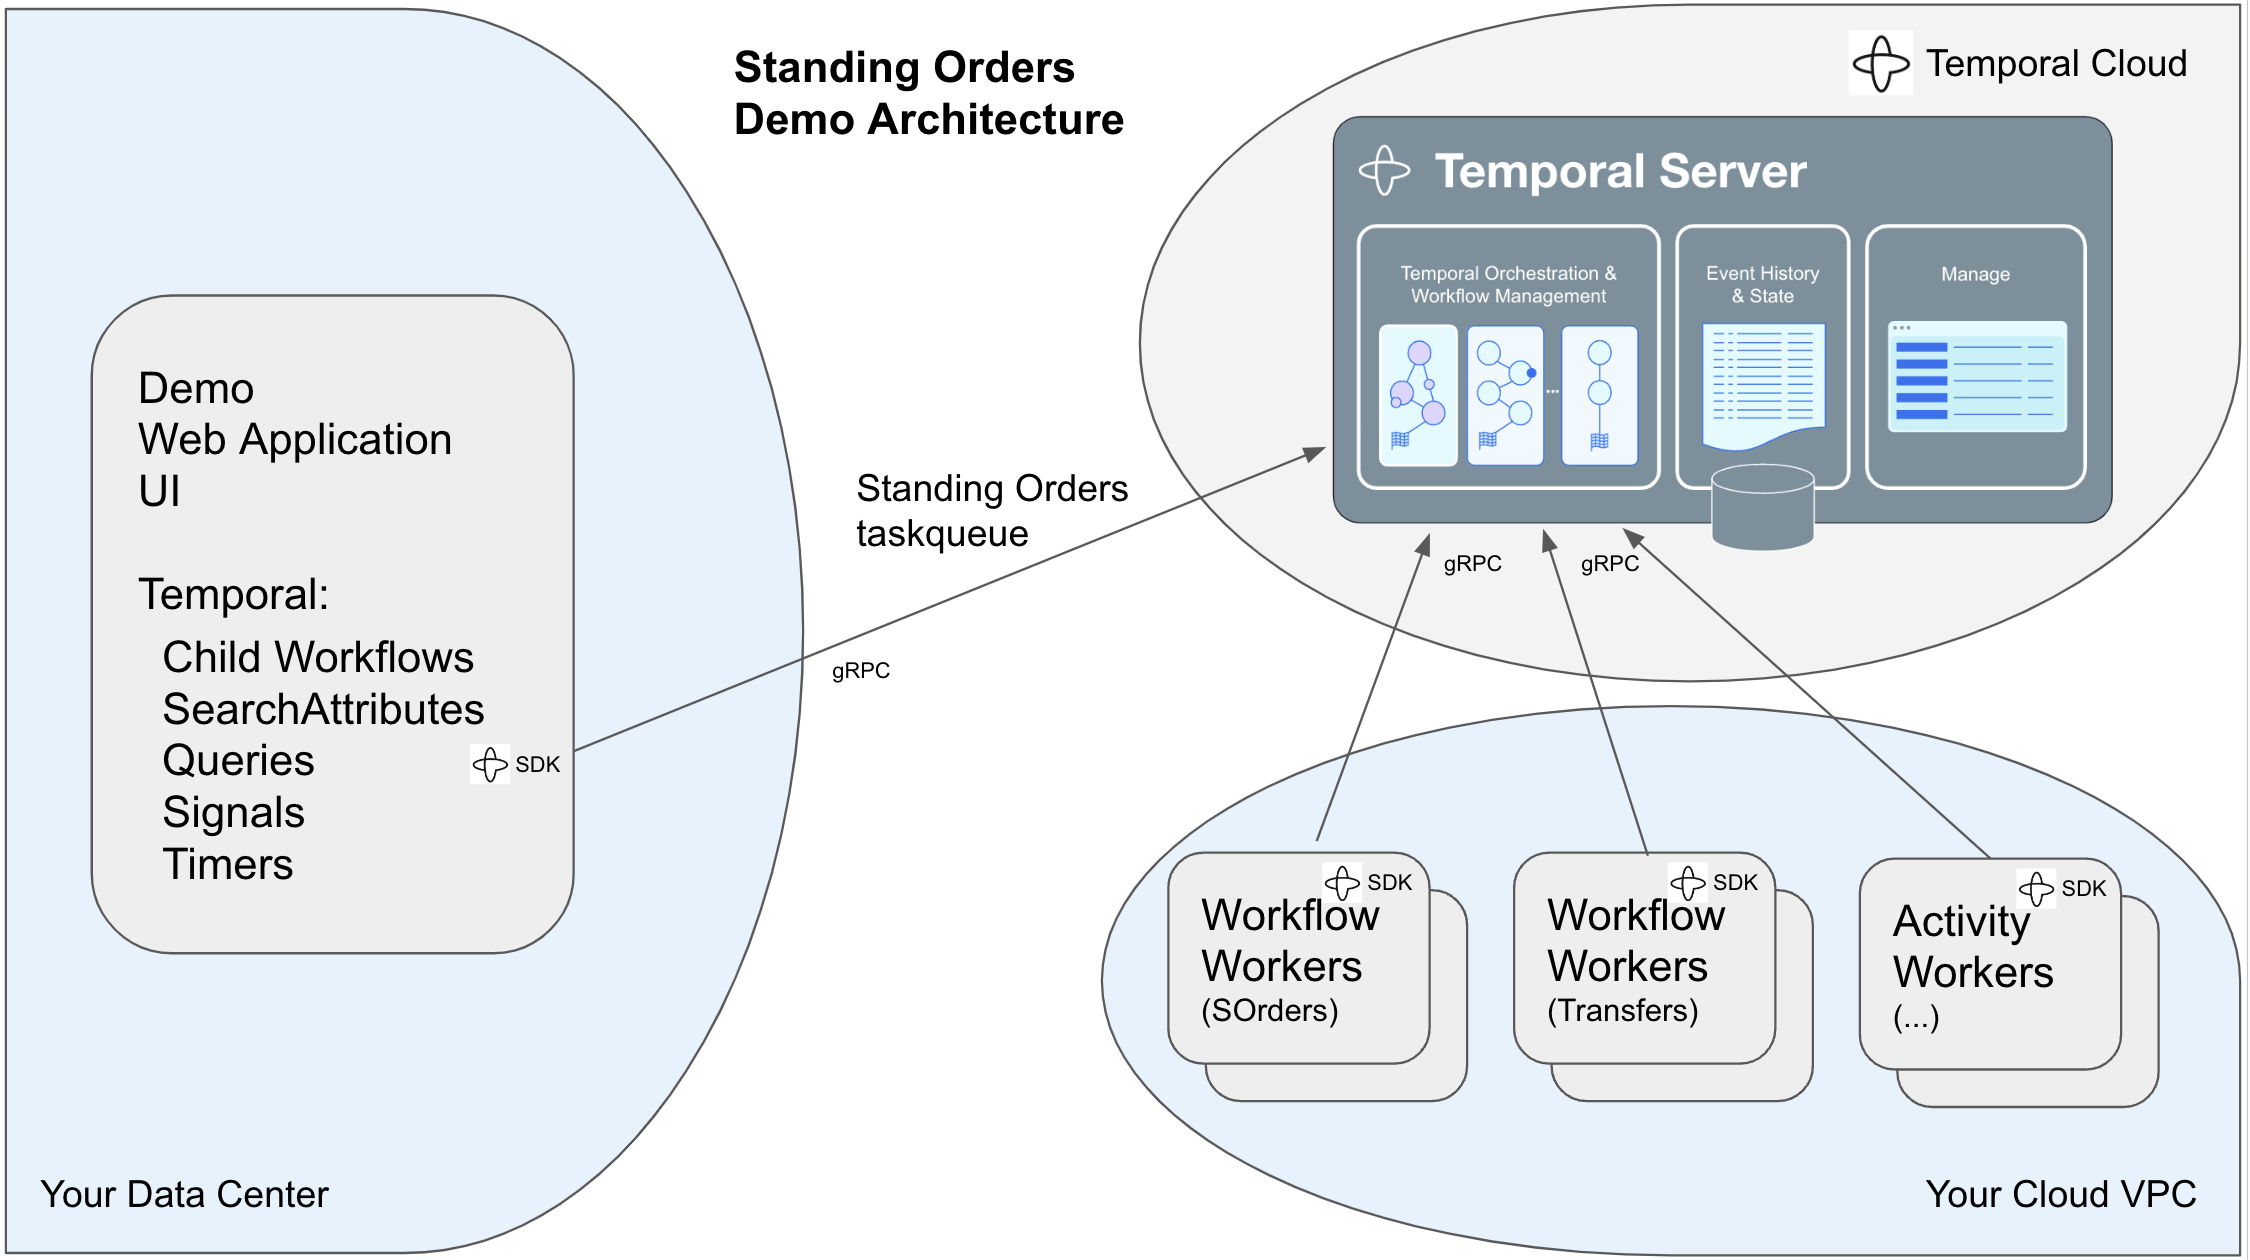 Standing Orders
Demo Architecture
Temporal Cloud
Temporal Server
Temporal Orchestration &
Workflow Management
Event History
& State
Manage
...
Demo
Web Application
UI
Temporal:
Child Workflows
SearchAttributes
Queries
Signals
Timers
SDK
Standing Orders
taskqueue
gRPC
gRPC
gRPC
SDK
Workflow
Workers
(SOrders)
SDK
Workflow
Workers
(Transfers)
SDK
Activity
Workers
(...)
Your Data Center
Your Cloud VPC